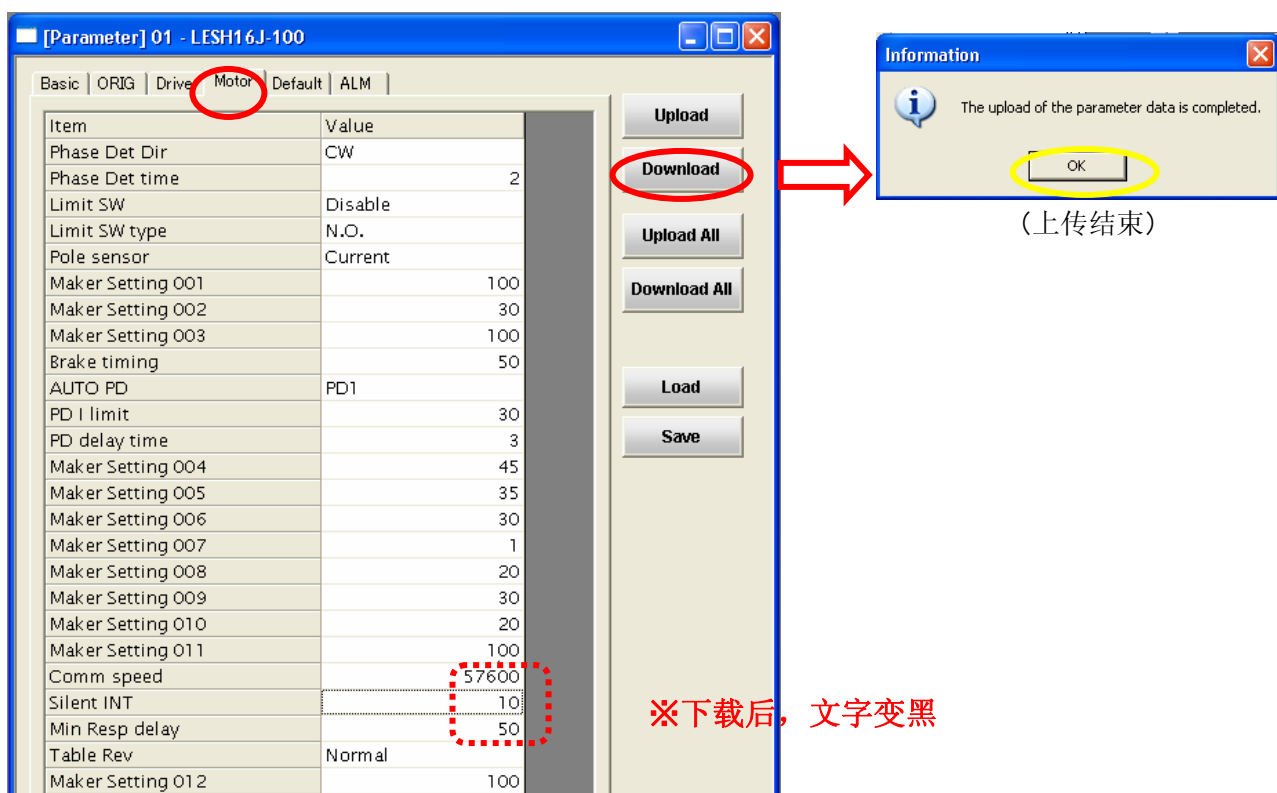 [Parameter] 01 - LESH16J-100
Basic ORIG Drive Motor Default ALM
Item Value
Phase Det Dir CW
Phase Det time 2
Limit SW Disable
Limit SW type N.O.
Pole sensor Current
Maker Setting 001 100
Maker Setting 002 30
Maker Setting 003 100
Brake timing 50
AUTO PD PD1
PD I limit 30
PD delay time 3
Maker Setting 004 45
Maker Setting 005 35
Maker Setting 006 30
Maker Setting 007 1
Maker Setting 008 20
Maker Setting 009 30
Maker Setting 010 20
Maker Setting 011 100
Comm speed 57600
Silent INT 10
Min Resp delay 50
Table Rev Normal
Maker Setting 012 100
Upload
Download
Upload All
Download All
Load
Save
Information
The upload of the parameter data is completed.
OK
(上传结束)
※下载后，文字变黑